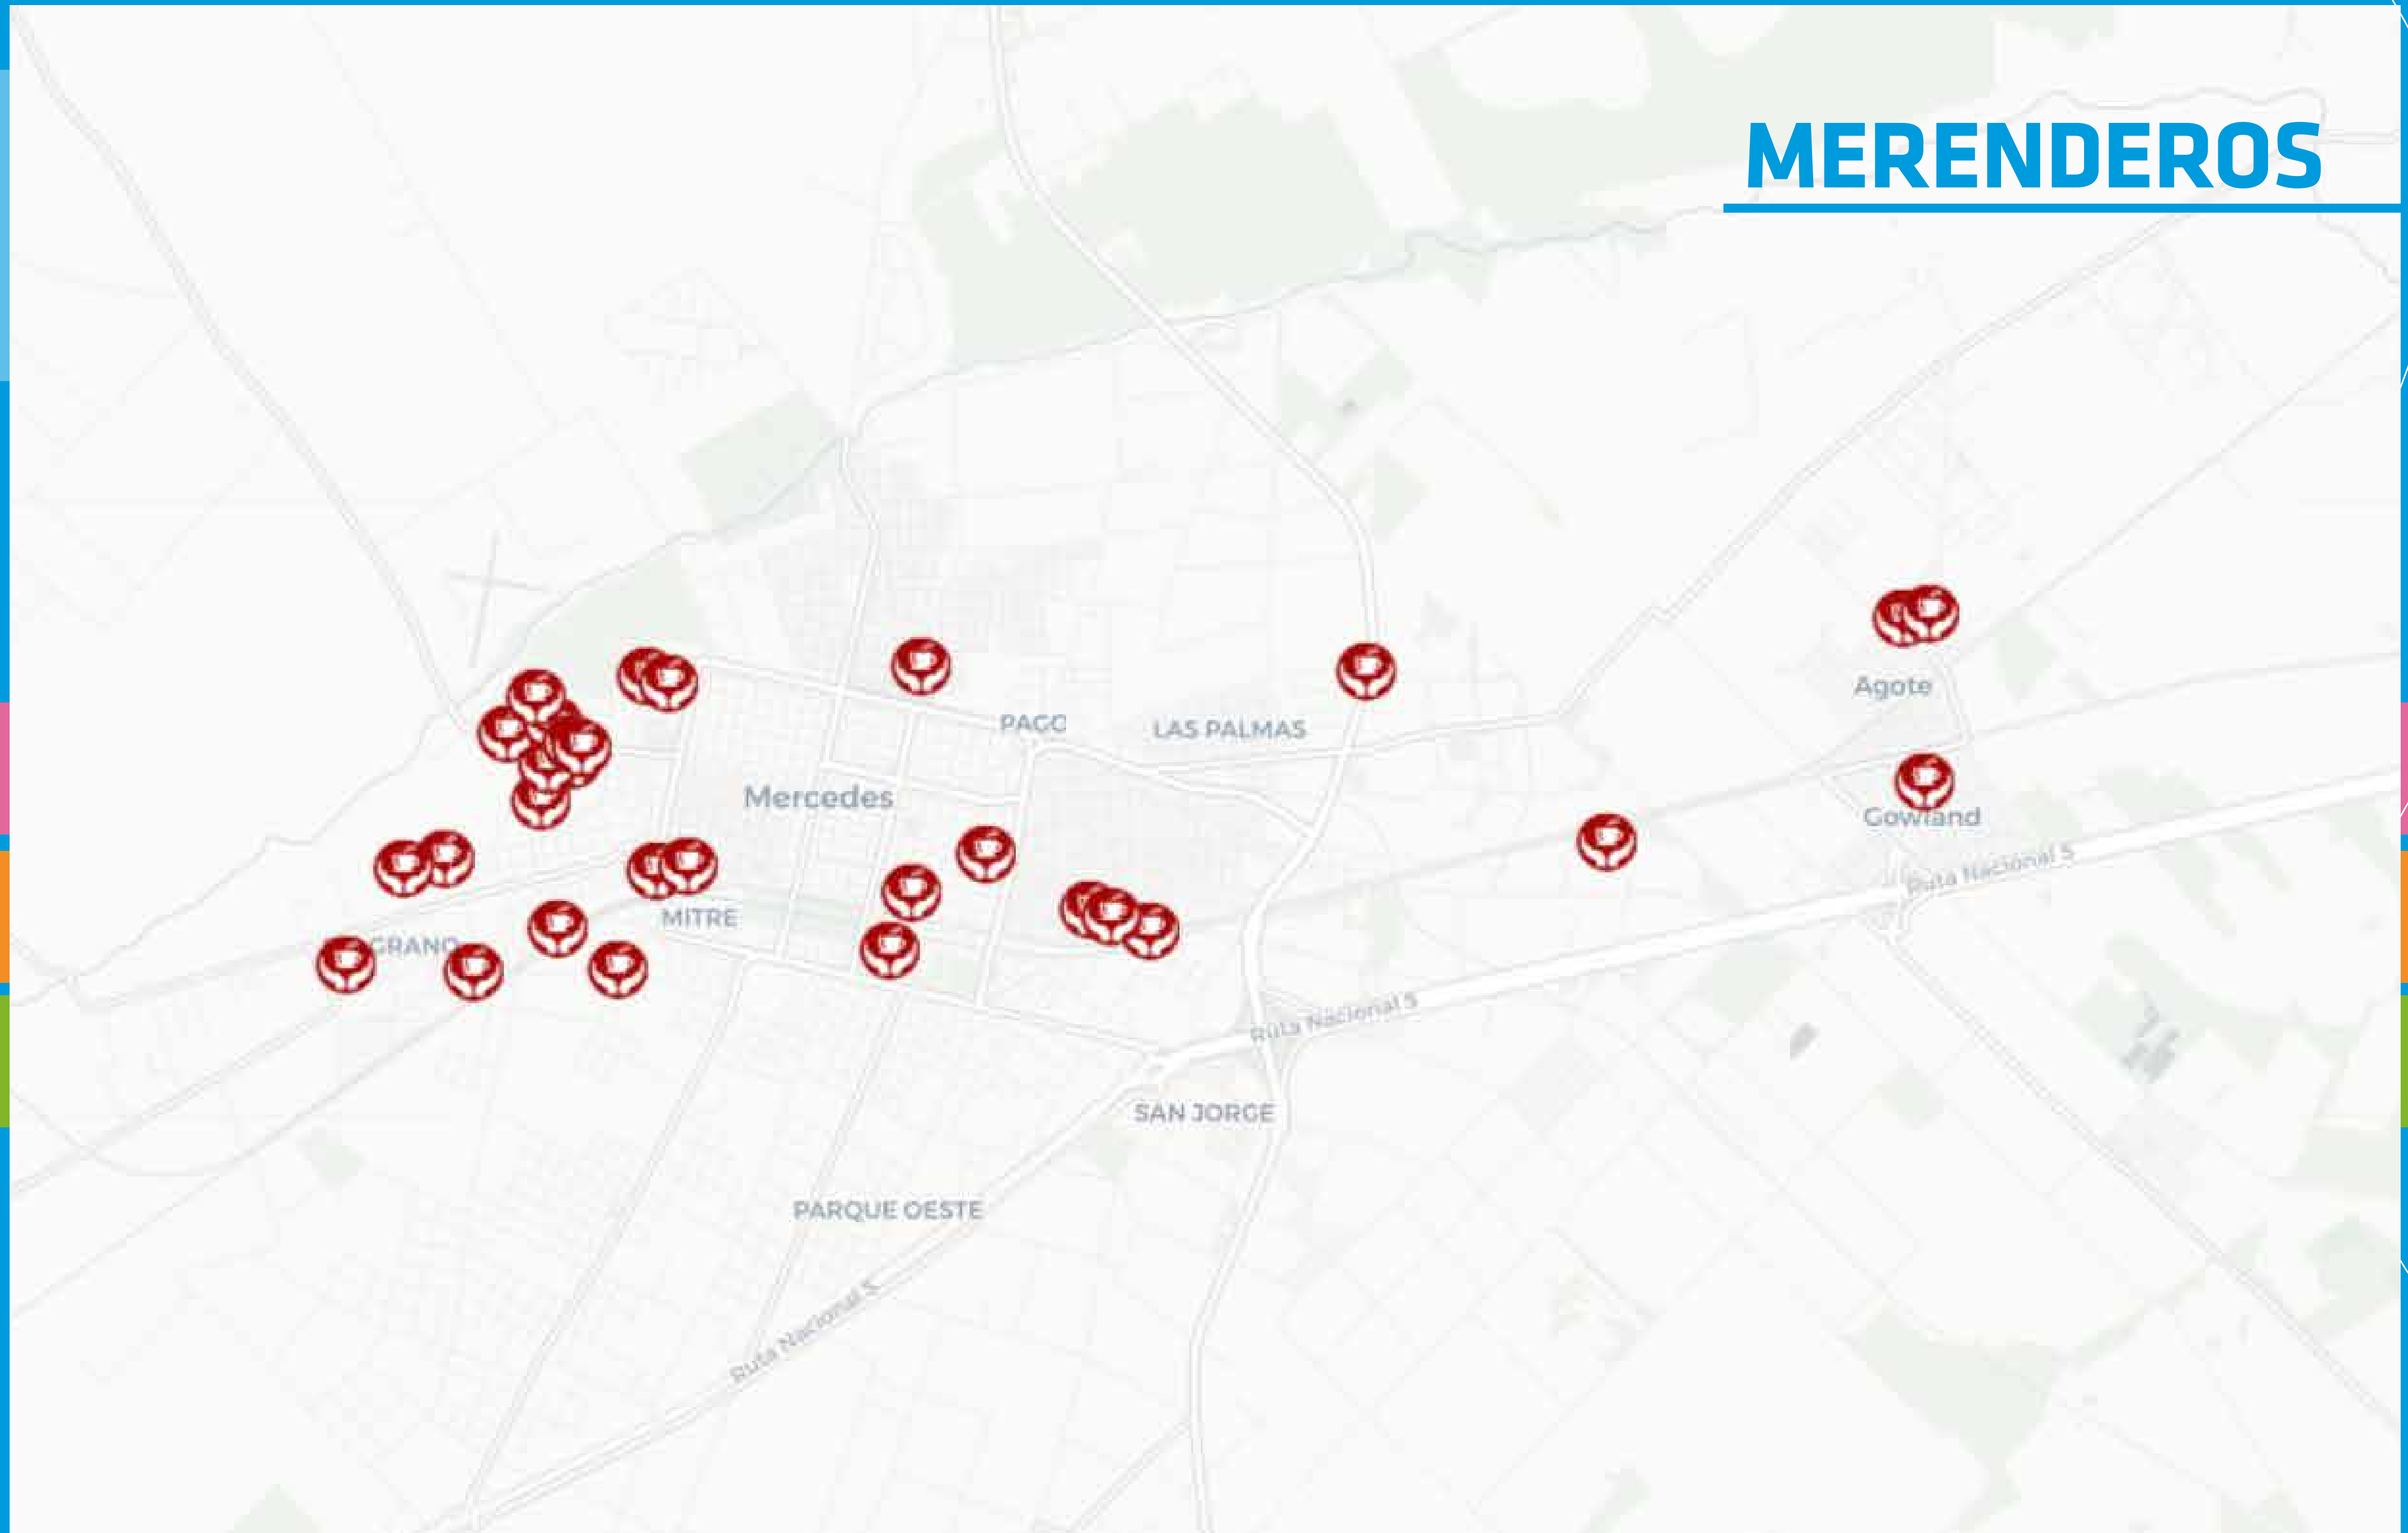 MERENDEROS
Agote
PAGO
LAS PALMAS
Mercedes
Gowland
Ruta Nacional 5
MITRE
GRANO
Ruta Nacional 5
SAN JORGE
PARQUE OESTE
Ruta Nacional 5